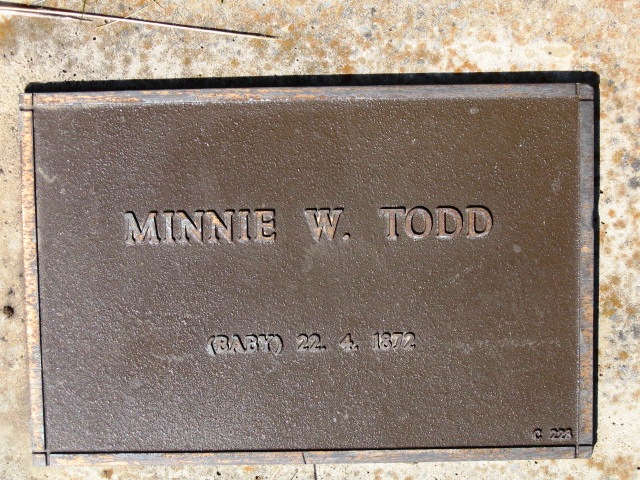 MINNIE W. TODD
(BABY) 22. 4. 1872
C 223